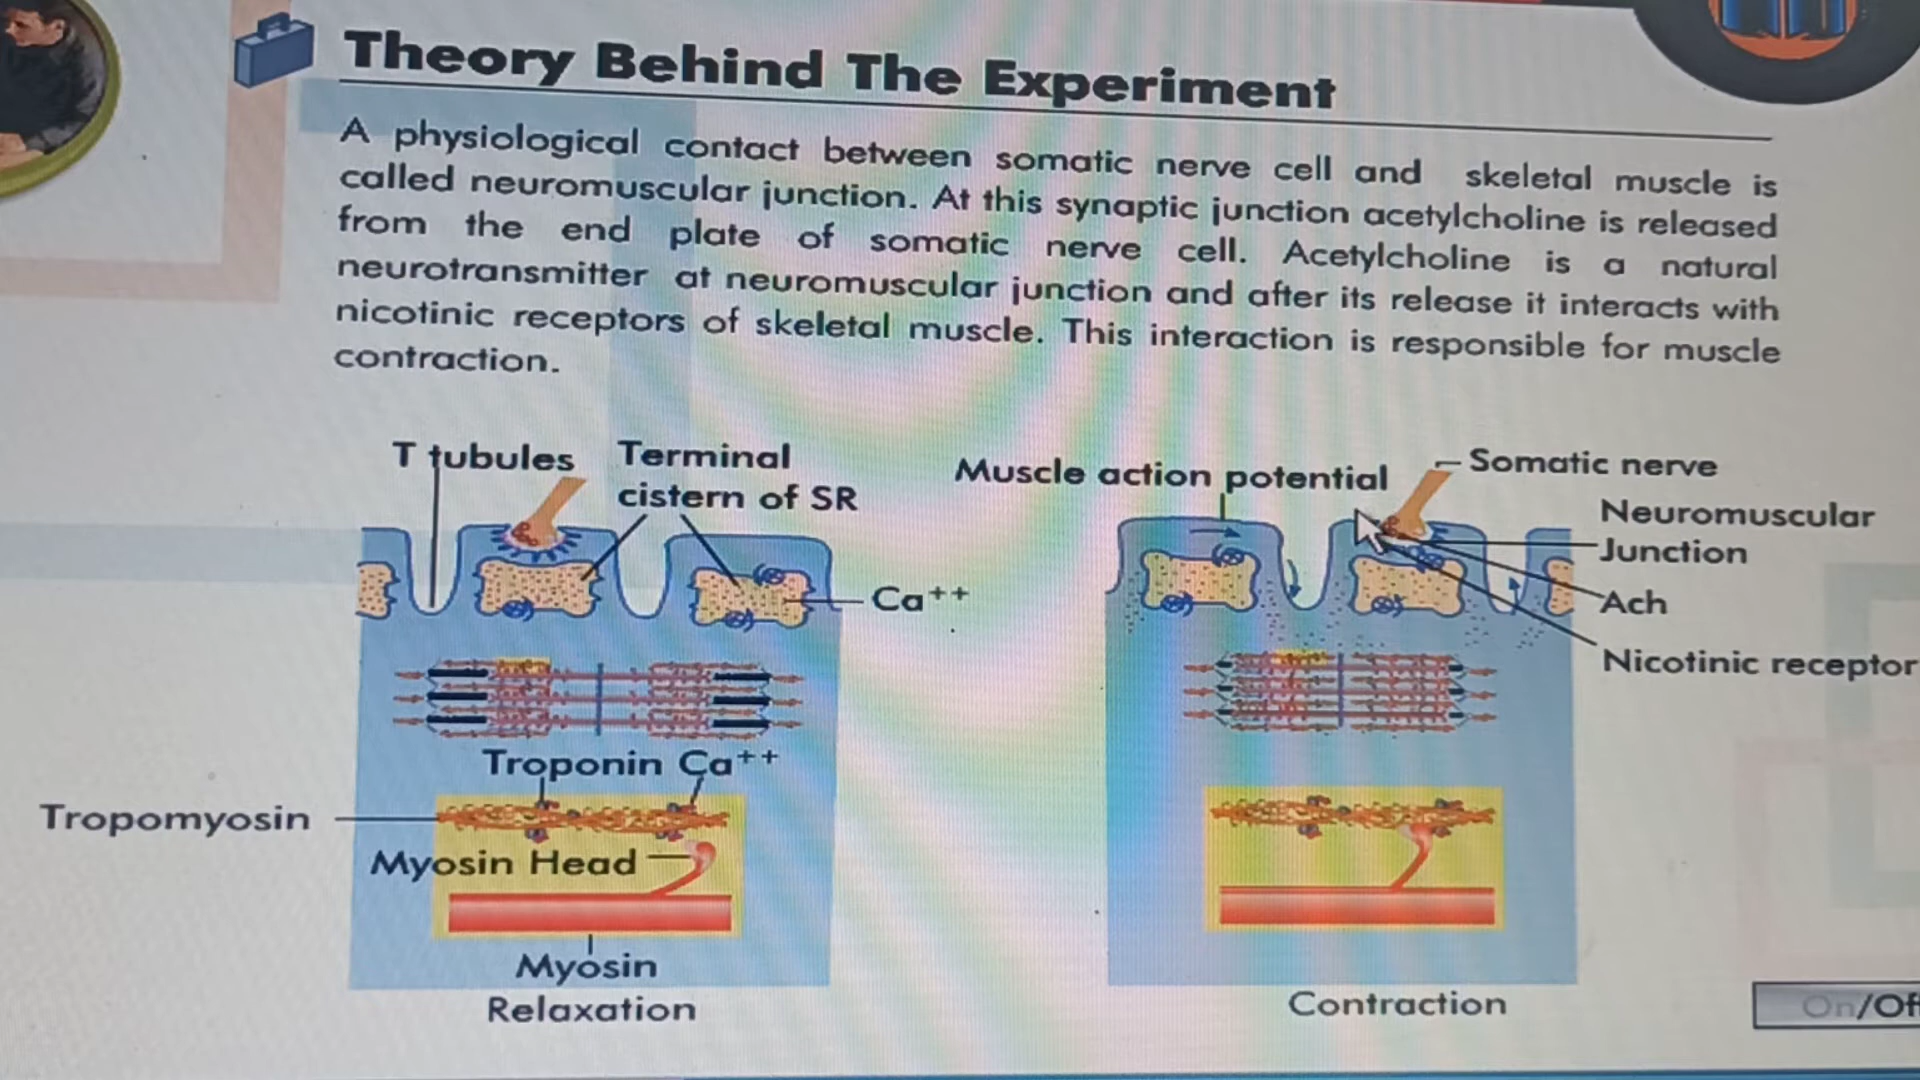 Theory Behind The Experiment
A physiological contact between somatic nerve cell and skeletal muscle is
called neuromuscular junction. At this synaptic junction acetylcholine is released
from the end plate of somatic nerve cell. Acetylcholine is a natural
neurotransmitter at neuromuscular junction and after its release it interacts with
nicotinic receptors of skeletal muscle. This interaction is responsible for muscle
contraction.
T tubules
Terminal
cistern of SR
Ca++
Troponin Ca++
Tropomyosin
Myosin Head
Myosin
Relaxation
Muscle action potential
Somatic nerve
Neuromuscular
Junction
Ach
Nicotinic receptor
Contraction
On/Off